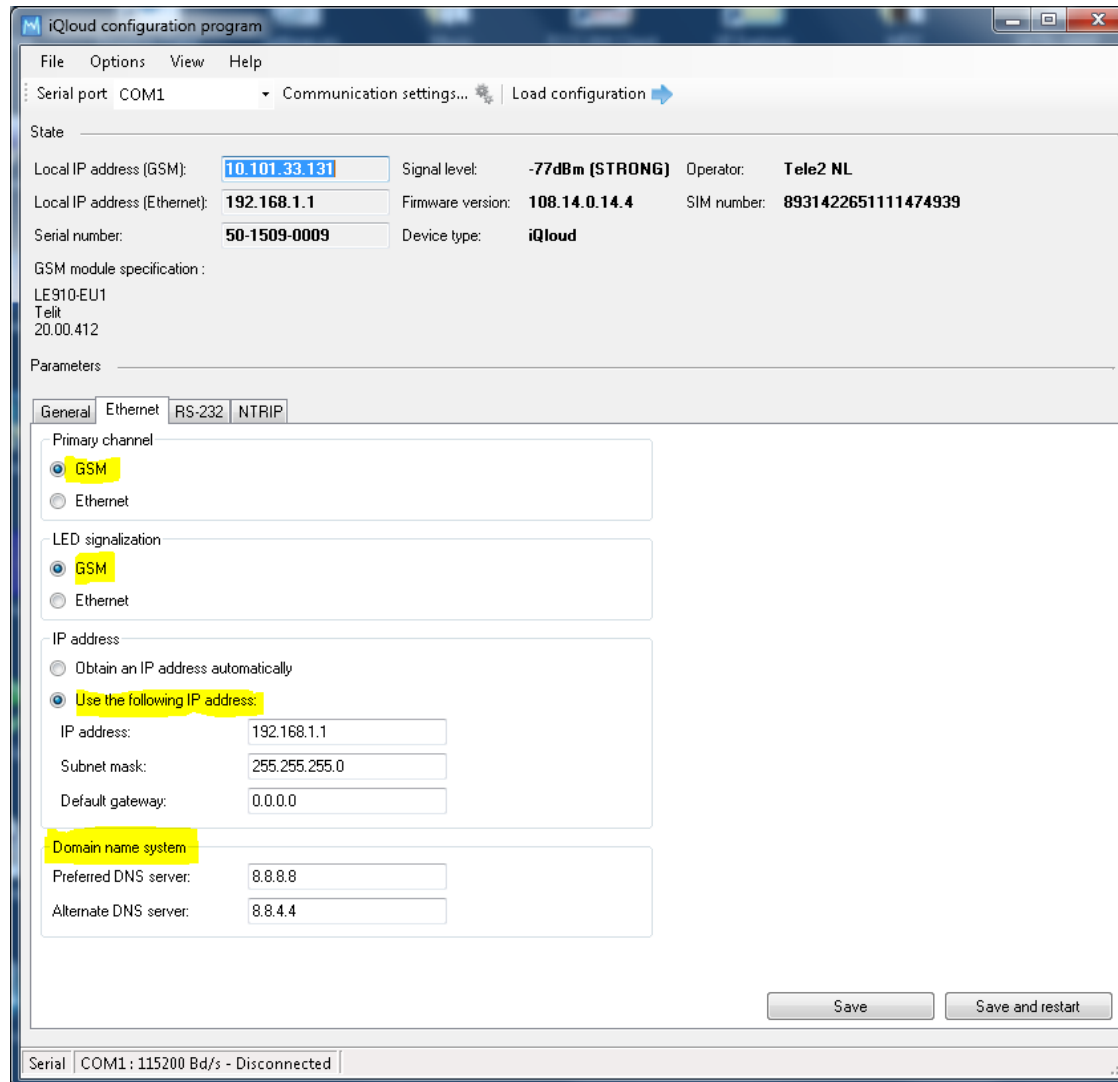 iQloud configuration program
File Options View Help
Serial port COM1 Communication settings... Load configuration
State
Local IP address (GSM): 10.101.33.131 Signal level: -77dBm (STRONG) Operator: Tele2 NL
Local IP address (Ethernet): 192.168.1.1 Firmware version: 108.14.0.14.4 SIM number: 8931422651111474939
Serial number: 50-1509-0009 Device type: iQloud
GSM module specification :
LE910-EU1
Telit
20.00.412
Parameters
General Ethernet RS-232 NTRIP
Primary channel
GSM
Ethernet
LED signalization
GSM
Ethernet
IP address
Obtain an IP address automatically
Use the following IP address:
IP address: 192.168.1.1
Subnet mask: 255.255.255.0
Default gateway: 0.0.0.0
Domain name system
Preferred DNS server: 8.8.8.8
Alternate DNS server: 8.8.4.4
Save Save and restart
Serial COM1 : 115200 Bd/s - Disconnected